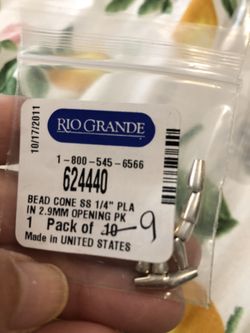 10/17/2011
RIO GRANDE
1-800-545-6566
624440
BEAD CONE SS 1/4" PLA
IN 2.9MM OPENING PK
1 Pack of 10 - 9
Made in UNITED STATES